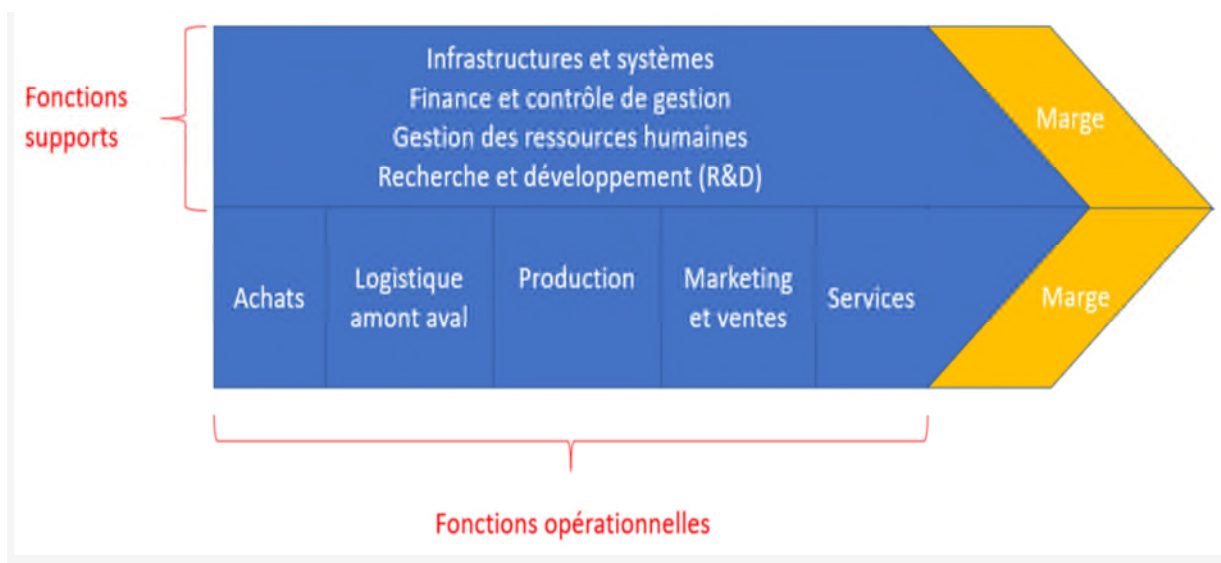 Infrastructures et systèmes
Finance et contrôle de gestion
Gestion des ressources humaines
Recherche et développement (R&D)
Fonctions
supports
Marge
Achats
Logistique
amont aval
Production
Marketing
et ventes
Services
Marge
Fonctions opérationnelles